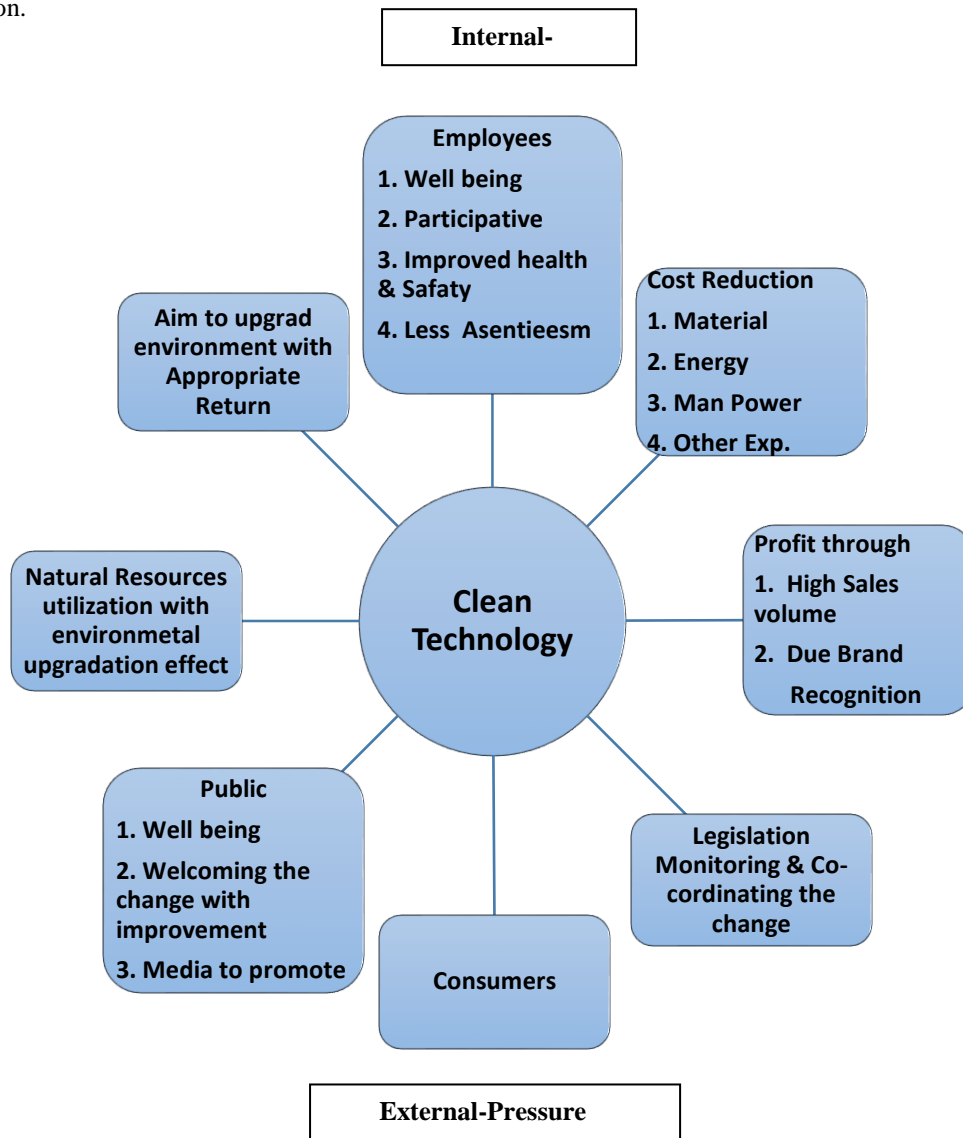 on.
Internal-
Employees
1. Well being
2. Participative
3. Improved health
& Safaty
4. Less Asentieesm
Cost Reduction
1. Material
2. Energy
3. Man Power
4. Other Exp.
Aim to upgrad
environment with
Appropriate
Return
Profit through
1. High Sales
volume
2. Due Brand
Recognition
Natural Resources
utilization with
environmetal
upgradation effect
Clean
Technology
Public
1. Well being
2. Welcoming the
change with
improvement
3. Media to promote
Legislation
Monitoring & Co-
cordinating the
change
Consumers
External-Pressure